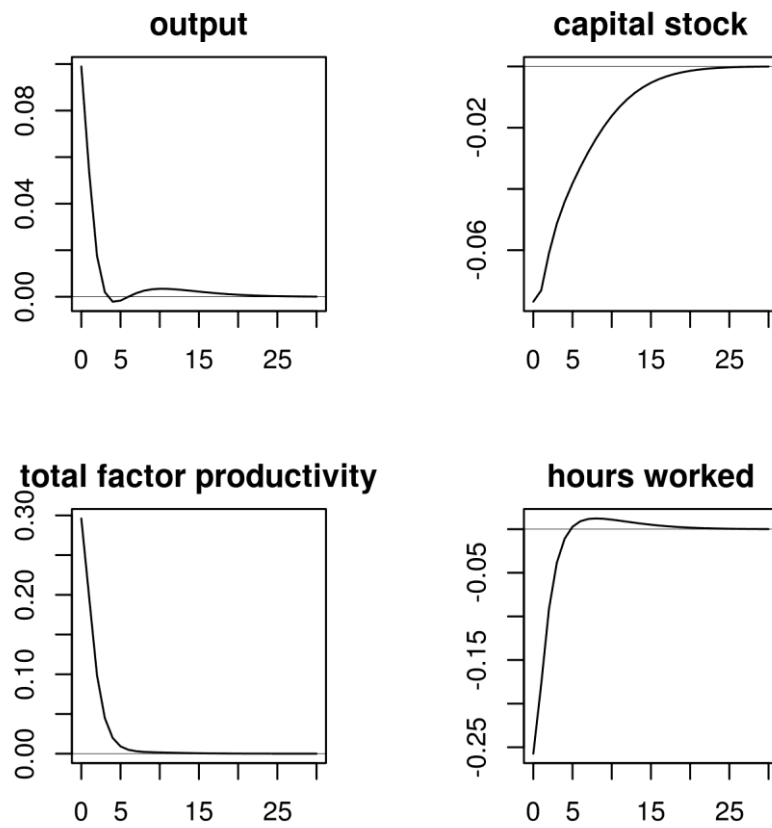 output
0.08
0.04
0.00
0 5 15 25
capital stock
-0.02
-0.06
0 5 15 25
total factor productivity
0.30
0.20
0.10
0.00
0 5 15 25
hours worked
-0.05
-0.15
-0.25
0 5 15 25